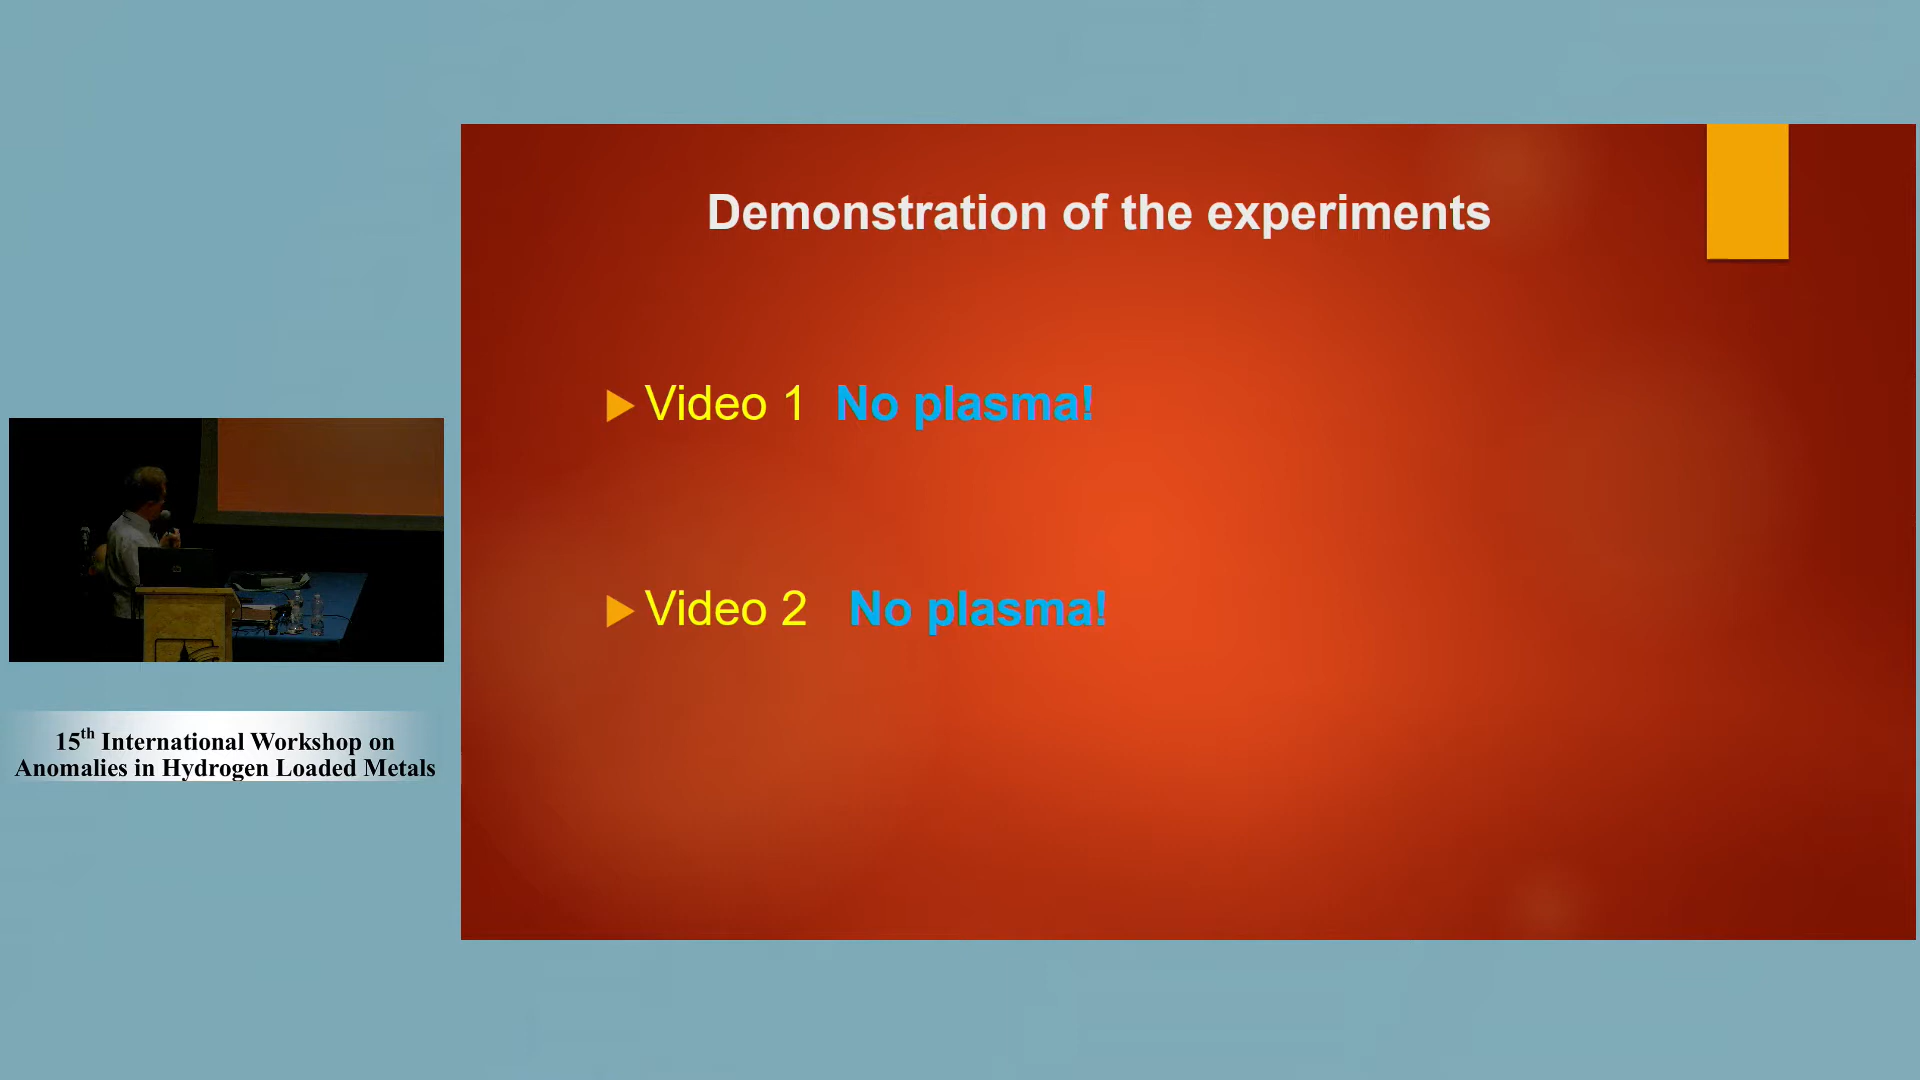 Demonstration of the experiments
Video 1 No plasma!
Video 2 No plasma!
15th International Workshop on
Anomalies in Hydrogen Loaded Metals